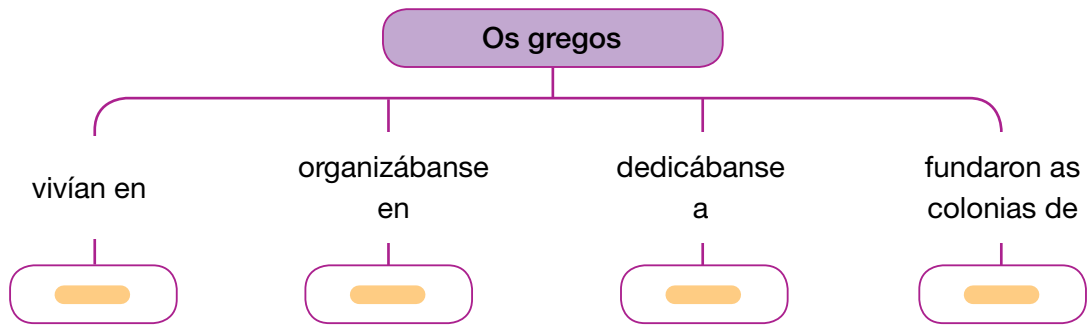 Os gregos
vivían en
organizábanse
en
dedicábanse
a
fundaron as
colonias de